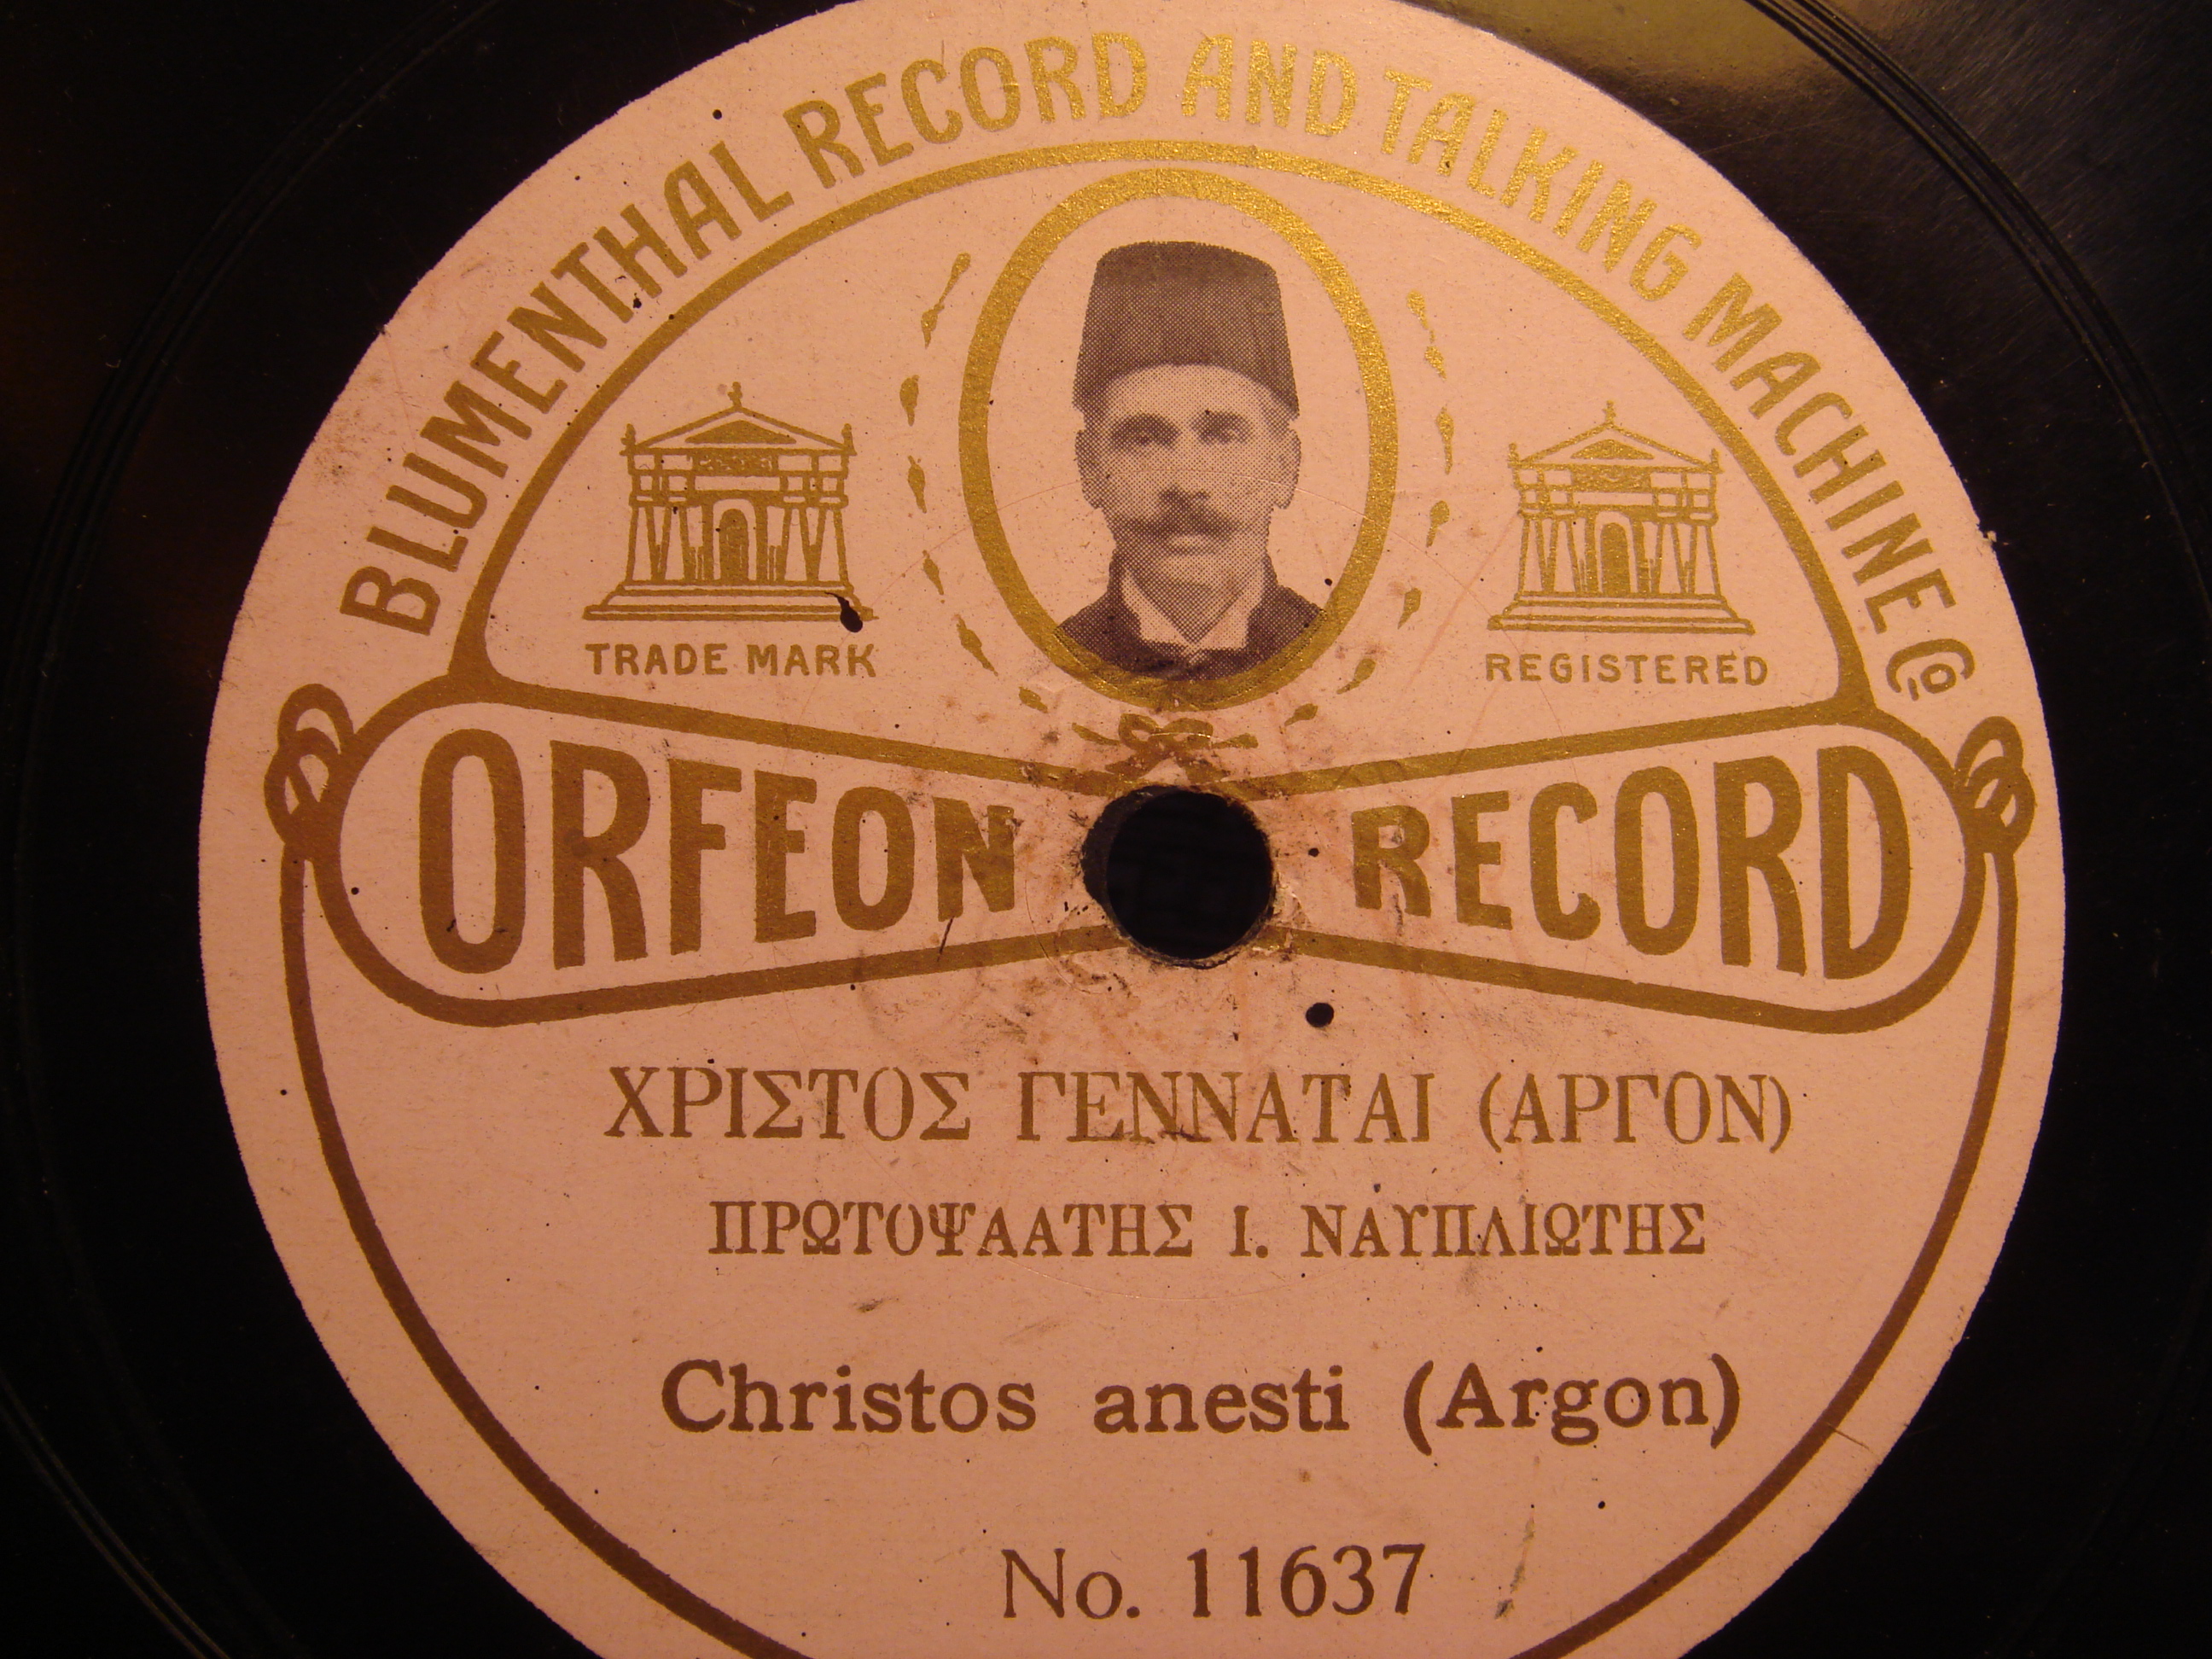 BLUMENTHAL RECORD AND TALKING MACHINE Co.
TRADE MARK
REGISTERED
ORFEON RECORD
ΧΡΙΣΤΟΣ ΓΕΝΝΑΤΑΙ (ΑΡΓΟΝ)
ΠΡΩΤΟΨΑΑΤΗΣ Ι. ΝΑΥΠΛΙΩΤΗΣ
Christos anesti (Argon)
No. 11637